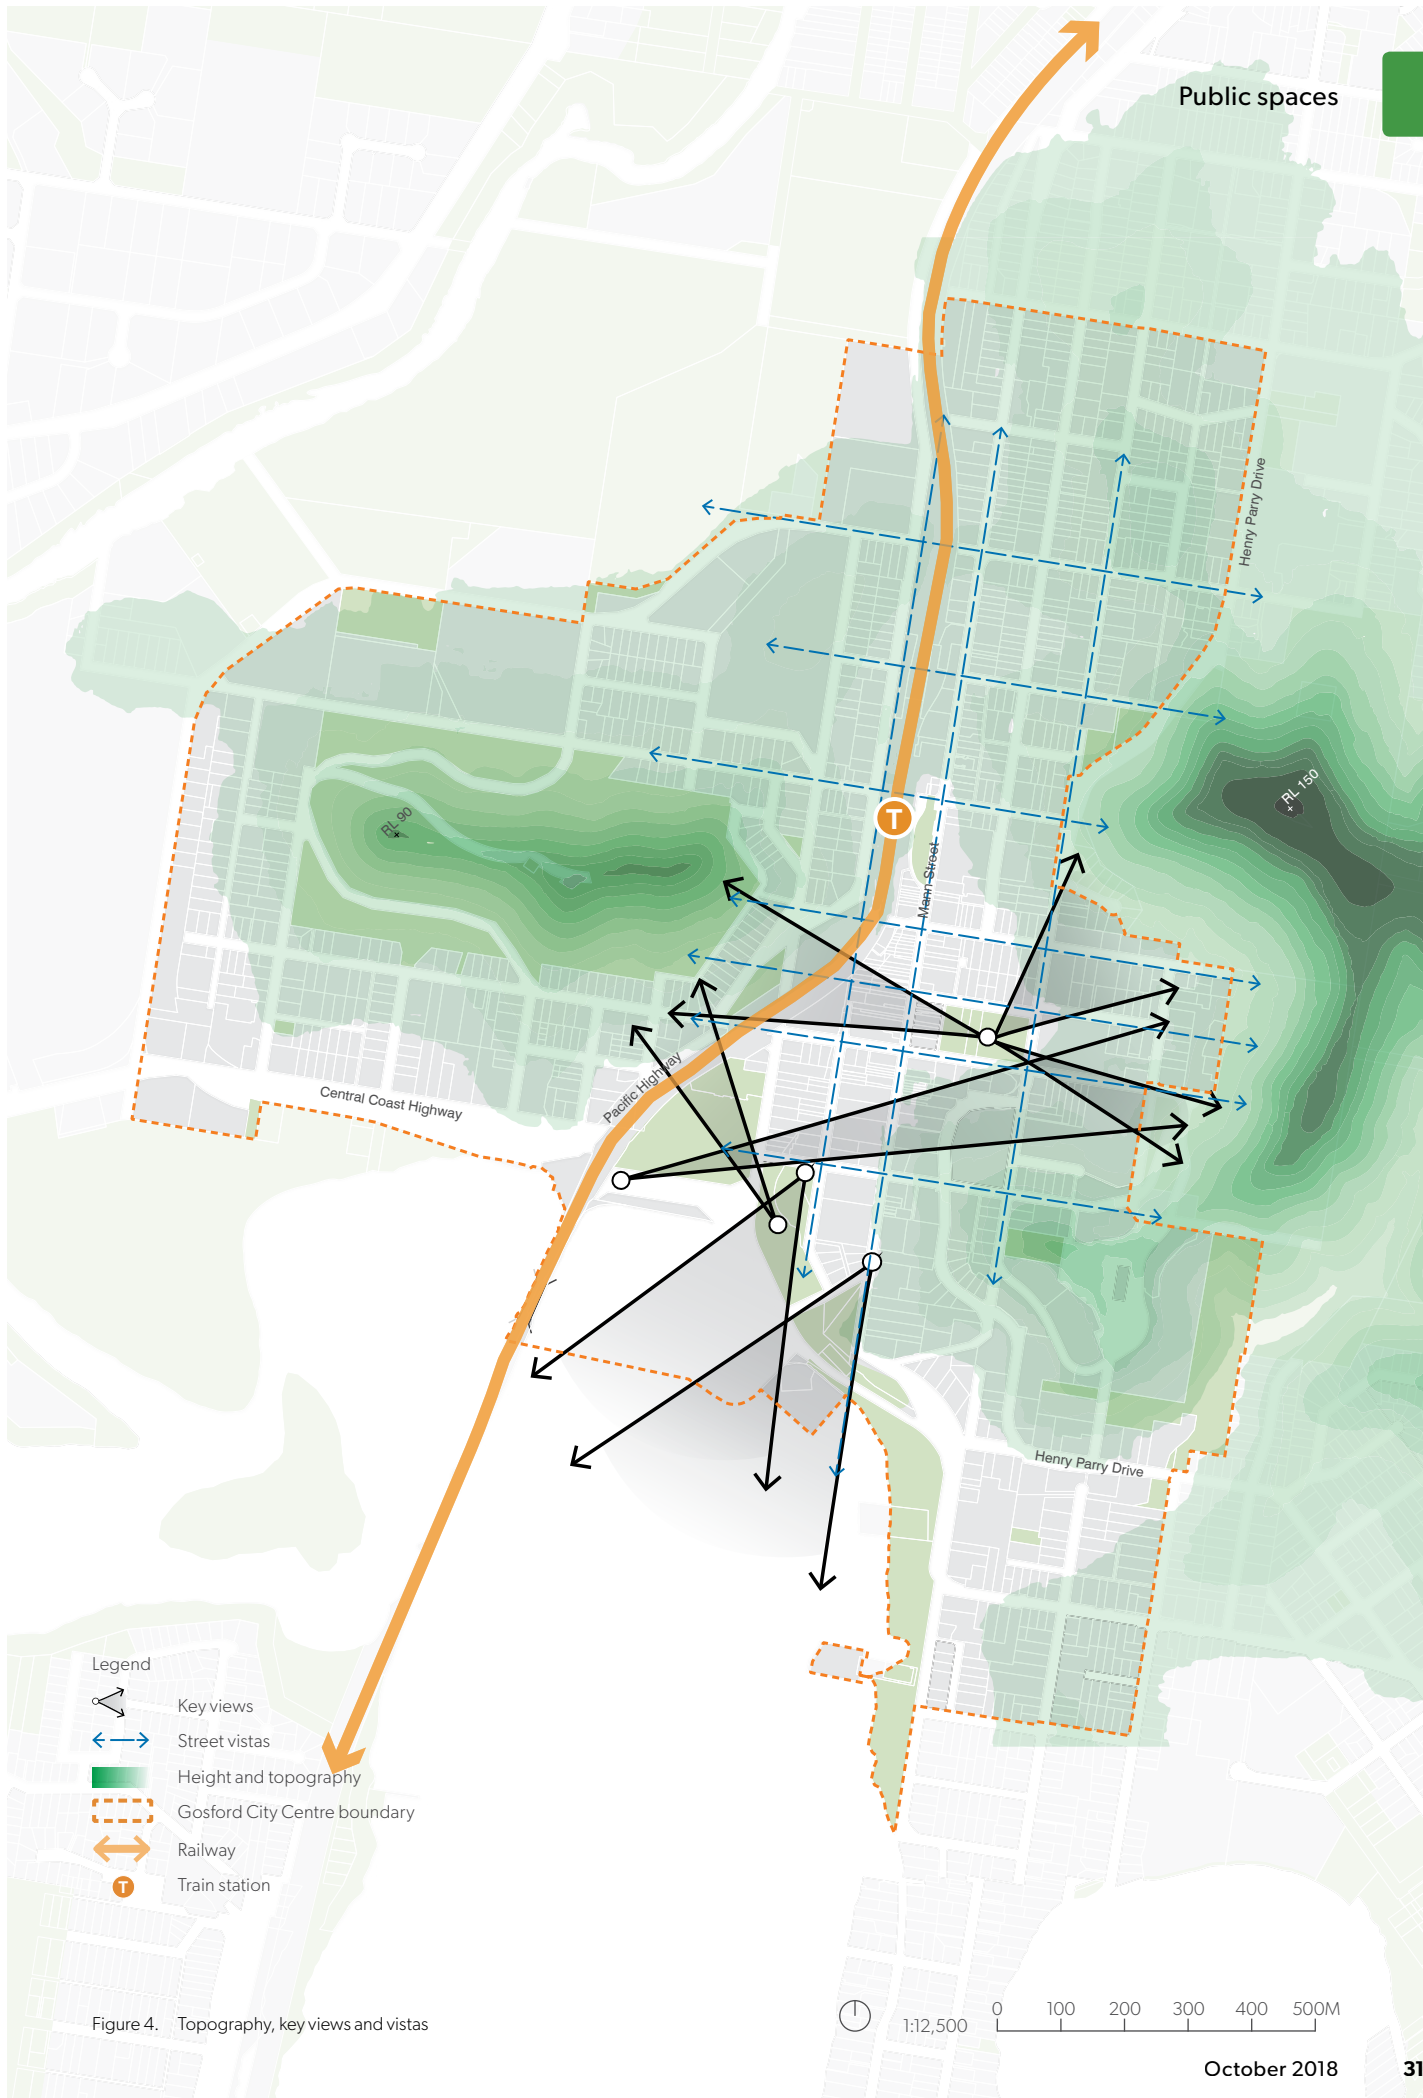 Public spaces
Henry Parry Drive
RL 150
RL 90
T
Mann Street
Pacific Highway
Central Coast Highway
Henry Parry Drive
Legend
Key views
Street vistas
Height and topography
Gosford City Centre boundary
Railway
T Train station
Figure 4. Topography, key views and vistas
1:12,500
0 100 200 300 400 500M
October 2018 31